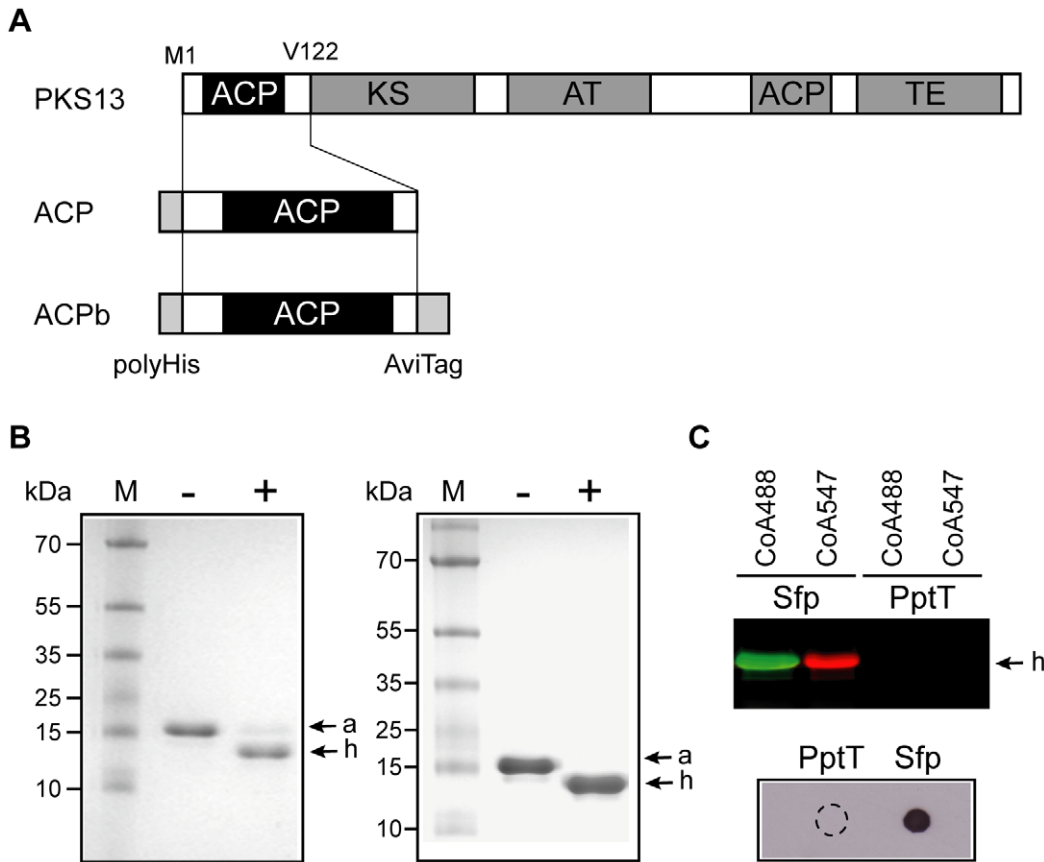 A
M1 V122
PKS13 ACP KS AT ACP TE
ACP ACP
ACPb ACP
polyHis AviTag
B
kDa M - +
70
55
35
25
15
10
a
h
kDa M - +
70
55
35
25
15
10
a
h
C
CoA488 CoA547 CoA488 CoA547
Sfp PptT
h
PptT Sfp